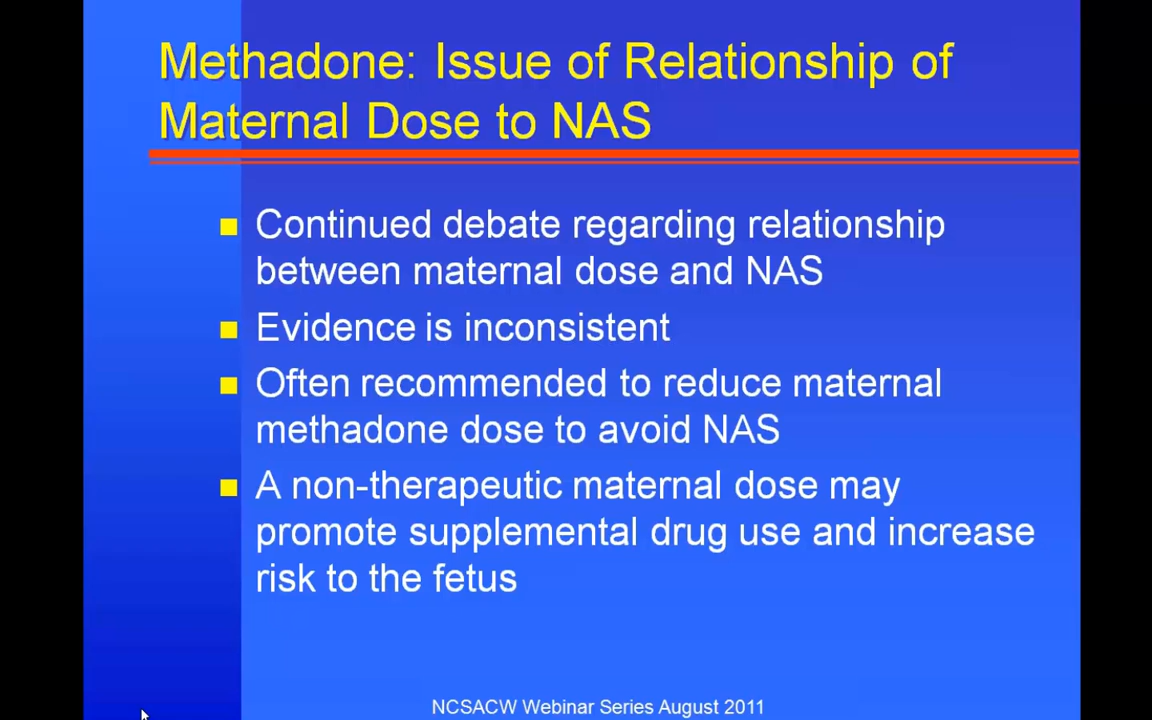 Methadone: Issue of Relationship of
Maternal Dose to NAS
Continued debate regarding relationship
between maternal dose and NAS
Evidence is inconsistent
Often recommended to reduce maternal
methadone dose to avoid NAS
A non-therapeutic maternal dose may
promote supplemental drug use and increase
risk to the fetus
NCSACW Webinar Series August 2011